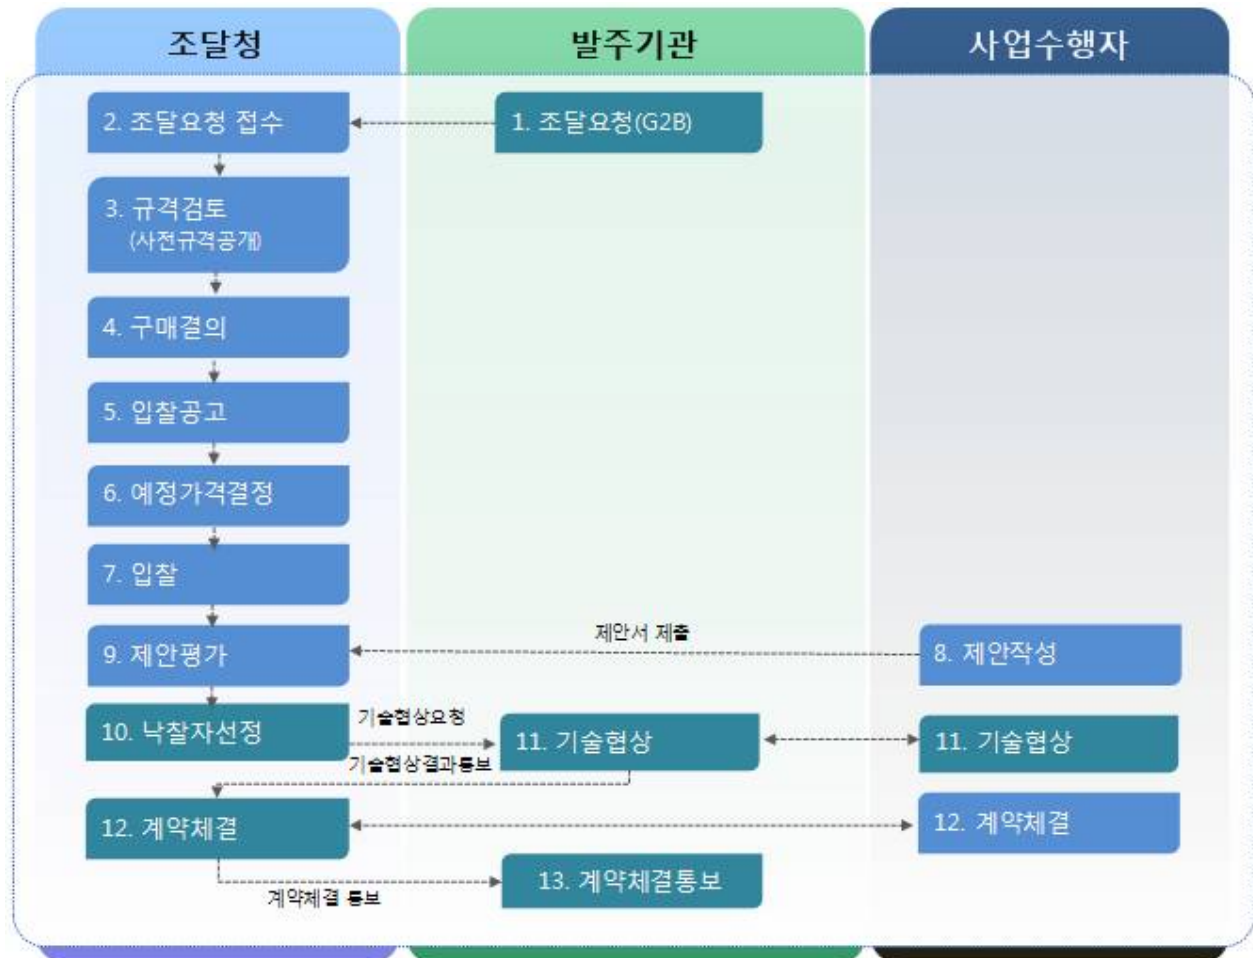 조달청
발주기관
사업수행자
2. 조달요청 접수
1. 조달요청(G2B)
3. 규격검토
(사전규격공개)
4. 구매결의
5. 입찰공고
6. 예정가격결정
7. 입찰
제안서 제출
9. 제안평가
8. 제안작성
10. 낙찰자선정
기술협상요청
11. 기술협상
11. 기술협상
기술협상결과통보
12. 계약체결
12. 계약체결
13. 계약체결통보
계약체결 통보